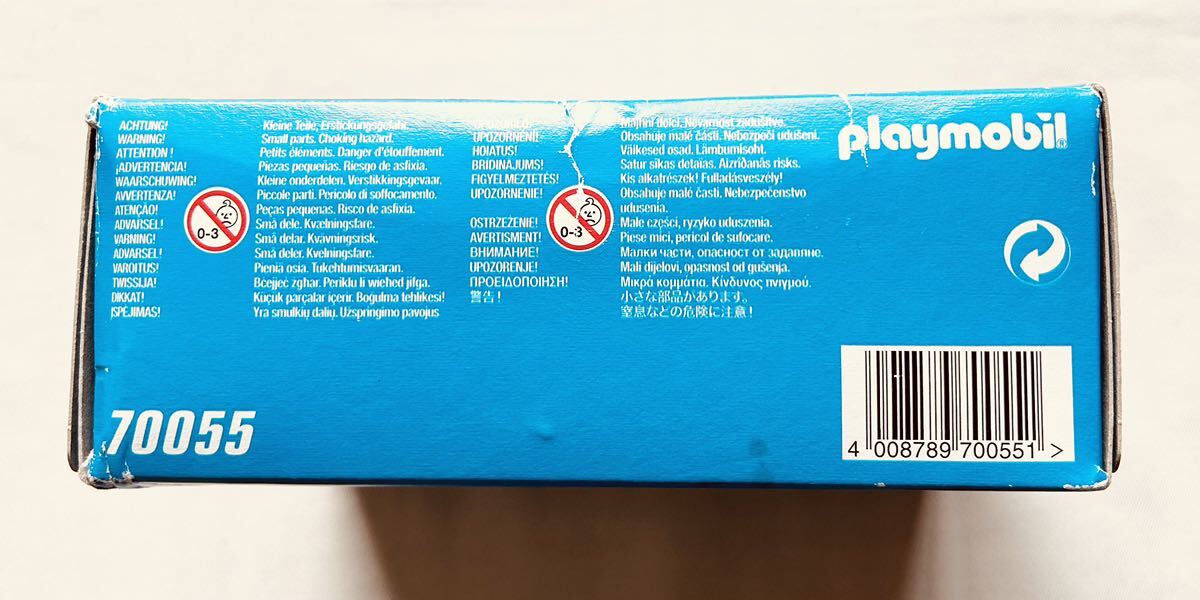 ACHTUNG! Kleine Teile, Erstickungsgefahr.
WARNING! Small parts. Choking hazard.
ATTENTION ! Petits éléments. Danger d'étouffement.
¡ADVERTENCIA! Piezas pequeñas. Riesgo de asfixia.
WAARSCHUWING! Kleine onderdelen. Verstikkingsgevaar.
AVVERTENZA! Piccole parti. Pericolo di soffocamento.
ATENÇÃO! Peças pequenas. Risco de asfixia.
ADVARSEL! Små dele. Kvælningsfare.
VARNING! Små delar. Kvävningsrisk.
ADVARSEL! Små deler. Kvelningsfare.
VAROITUS! Pieniä osia. Tukehtumisvaaran.
TWISSIJA! Bcejjeċ żgħar. Periklu li wieħed jifga.
DIKKAT! Küçük parçalar içerir. Boğulma tehlikesi!
ĮSPĖJIMAS! Yra smulkių dalių. Užspringimo pavojus
0-3
Majhni delci. Nevarnost zadušitve.
UPOZORNĚNÍ! Obsahuje malé části. Nebezpečí udušení.
HOIATUS! Väikesed osad. Lämbumisoht.
BRĪDINĀJUMS! Satur sīkas detaļas. Aizrīšanās risks.
FIGYELMEZTETÉS! Kis alkatrészek! Fulladásveszély!
UPOZORNENIE! Obsahuje malé časti. Nebezpečenstvo
udusenia.
OSTRZEŻENIE! Małe części, ryzyko uduszenia.
AVERTISMENT! Piese mici, pericol de sufocare.
ВНИМАНИЕ! Малки части, опасност от задавяне.
UPOZORENJE! Mali dijelovi, opasnost od gušenja.
ΠΡΟΕΙΔΟΠΟΙΗΣΗ! Μικρά κομμάτια. Κίνδυνος πνιγμού.
警告! 小さな部品があります。
窒息などの危険に注意!
0-3
playmobil®
70055
4 008789 700551 >